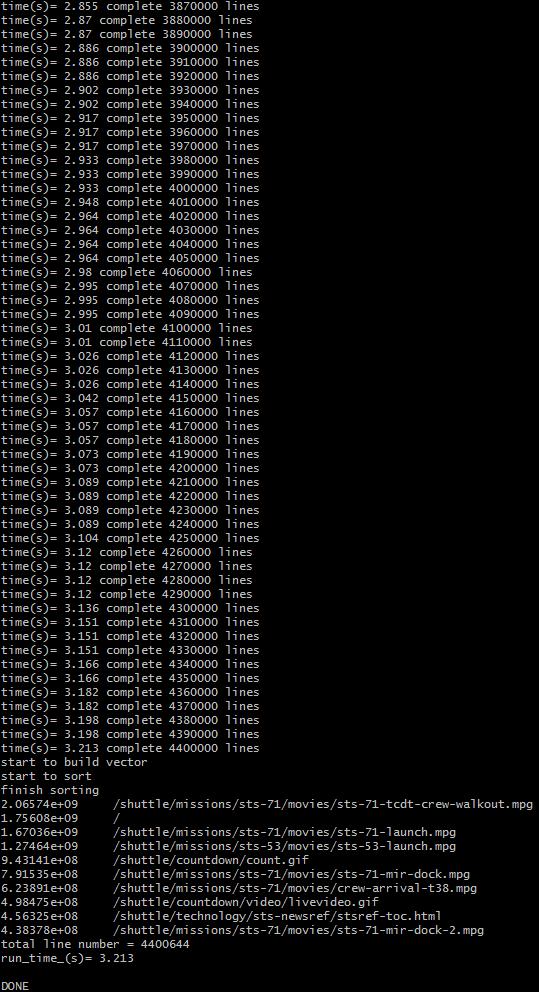 time(s)= 2.855 complete 3870000 lines
time(s)= 2.87 complete 3880000 lines
time(s)= 2.87 complete 3890000 lines
time(s)= 2.886 complete 3900000 lines
time(s)= 2.886 complete 3910000 lines
time(s)= 2.886 complete 3920000 lines
time(s)= 2.902 complete 3930000 lines
time(s)= 2.902 complete 3940000 lines
time(s)= 2.917 complete 3950000 lines
time(s)= 2.917 complete 3960000 lines
time(s)= 2.917 complete 3970000 lines
time(s)= 2.933 complete 3980000 lines
time(s)= 2.933 complete 3990000 lines
time(s)= 2.933 complete 4000000 lines
time(s)= 2.948 complete 4010000 lines
time(s)= 2.964 complete 4020000 lines
time(s)= 2.964 complete 4030000 lines
time(s)= 2.964 complete 4040000 lines
time(s)= 2.964 complete 4050000 lines
time(s)= 2.98 complete 4060000 lines
time(s)= 2.995 complete 4070000 lines
time(s)= 2.995 complete 4080000 lines
time(s)= 2.995 complete 4090000 lines
time(s)= 3.01 complete 4100000 lines
time(s)= 3.01 complete 4110000 lines
time(s)= 3.026 complete 4120000 lines
time(s)= 3.026 complete 4130000 lines
time(s)= 3.026 complete 4140000 lines
time(s)= 3.042 complete 4150000 lines
time(s)= 3.057 complete 4160000 lines
time(s)= 3.057 complete 4170000 lines
time(s)= 3.057 complete 4180000 lines
time(s)= 3.073 complete 4190000 lines
time(s)= 3.073 complete 4200000 lines
time(s)= 3.089 complete 4210000 lines
time(s)= 3.089 complete 4220000 lines
time(s)= 3.089 complete 4230000 lines
time(s)= 3.089 complete 4240000 lines
time(s)= 3.104 complete 4250000 lines
time(s)= 3.12 complete 4260000 lines
time(s)= 3.12 complete 4270000 lines
time(s)= 3.12 complete 4280000 lines
time(s)= 3.12 complete 4290000 lines
time(s)= 3.136 complete 4300000 lines
time(s)= 3.151 complete 4310000 lines
time(s)= 3.151 complete 4320000 lines
time(s)= 3.151 complete 4330000 lines
time(s)= 3.166 complete 4340000 lines
time(s)= 3.166 complete 4350000 lines
time(s)= 3.182 complete 4360000 lines
time(s)= 3.182 complete 4370000 lines
time(s)= 3.198 complete 4380000 lines
time(s)= 3.198 complete 4390000 lines
time(s)= 3.213 complete 4400000 lines
start to build vector
start to sort
finish sorting
2.06574e+09 /shuttle/missions/sts-71/movies/sts-71-tcdt-crew-walkout.mpg
1.75608e+09 /
1.67036e+09 /shuttle/missions/sts-71/movies/sts-71-launch.mpg
1.27464e+09 /shuttle/missions/sts-53/movies/sts-53-launch.mpg
9.43141e+08 /shuttle/countdown/count.gif
7.91535e+08 /shuttle/missions/sts-71/movies/sts-71-mir-dock.mpg
6.23891e+08 /shuttle/missions/sts-71/movies/crew-arrival-t38.mpg
4.98475e+08 /shuttle/countdown/video/livevideo.gif
4.56325e+08 /shuttle/technology/sts-newsref/stsref-toc.html
4.38378e+08 /shuttle/missions/sts-71/movies/sts-71-mir-dock-2.mpg
total line number = 4400644
run_time_(s)= 3.213
DONE